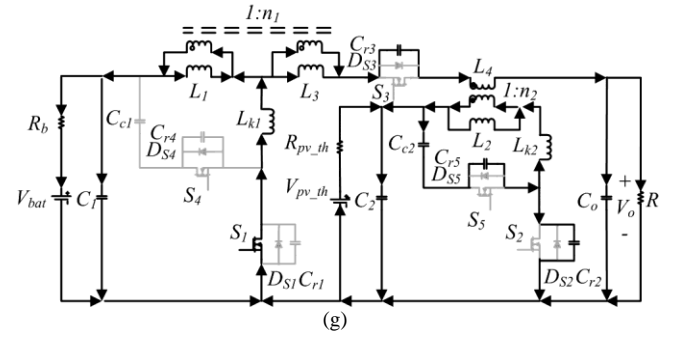 1:n1
Cr3
DS3
S3
L4
1:n2
L1
L3
Cc1
Cr4
DS4
S4
Lk1
Rb
Rpv_th
Cc2
Cr5
DS5
S5
L2
Lk2
Vbat
C1
Vpv_th
C2
S1
DS1 Cr1
S2
DS2 Cr2
Co
+
Vo
-
R
(g)